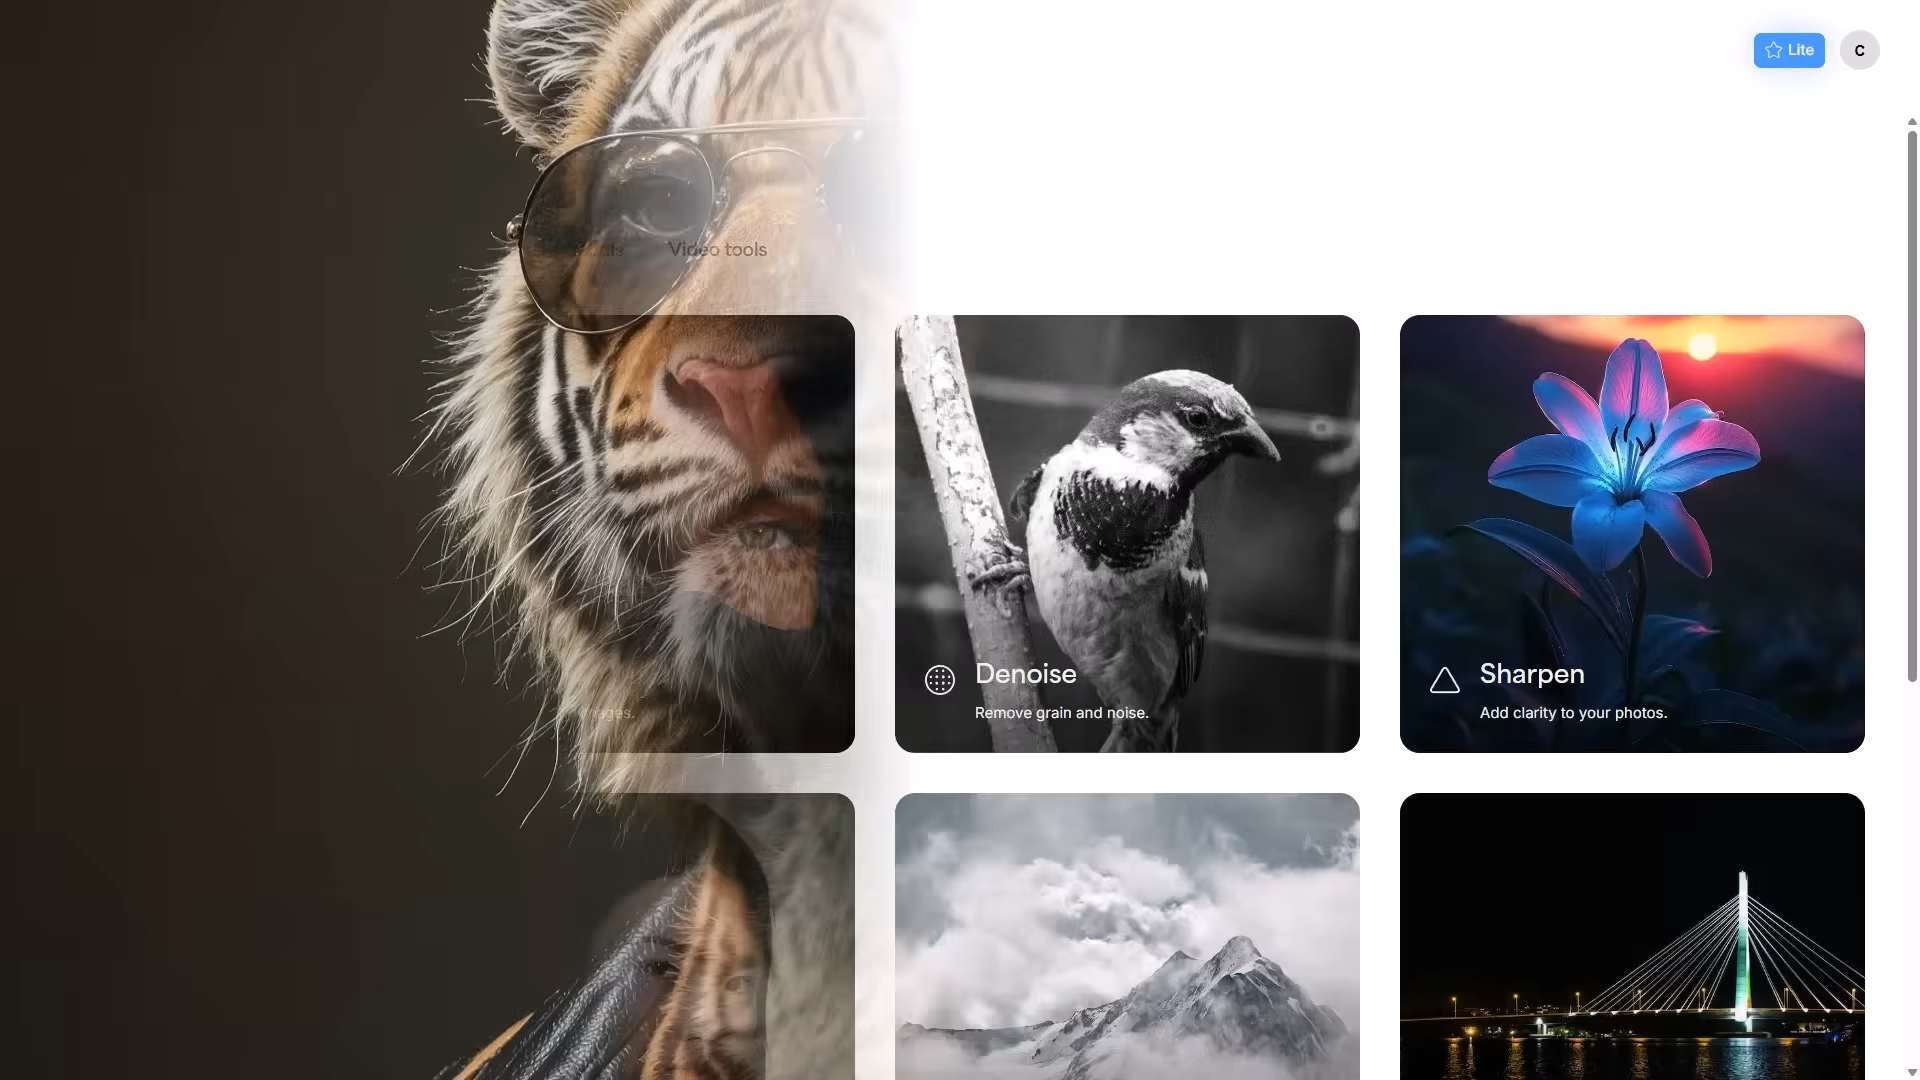 Lite
C
Video tools
Denoise
Remove grain and noise.
Sharpen
Add clarity to your photos.